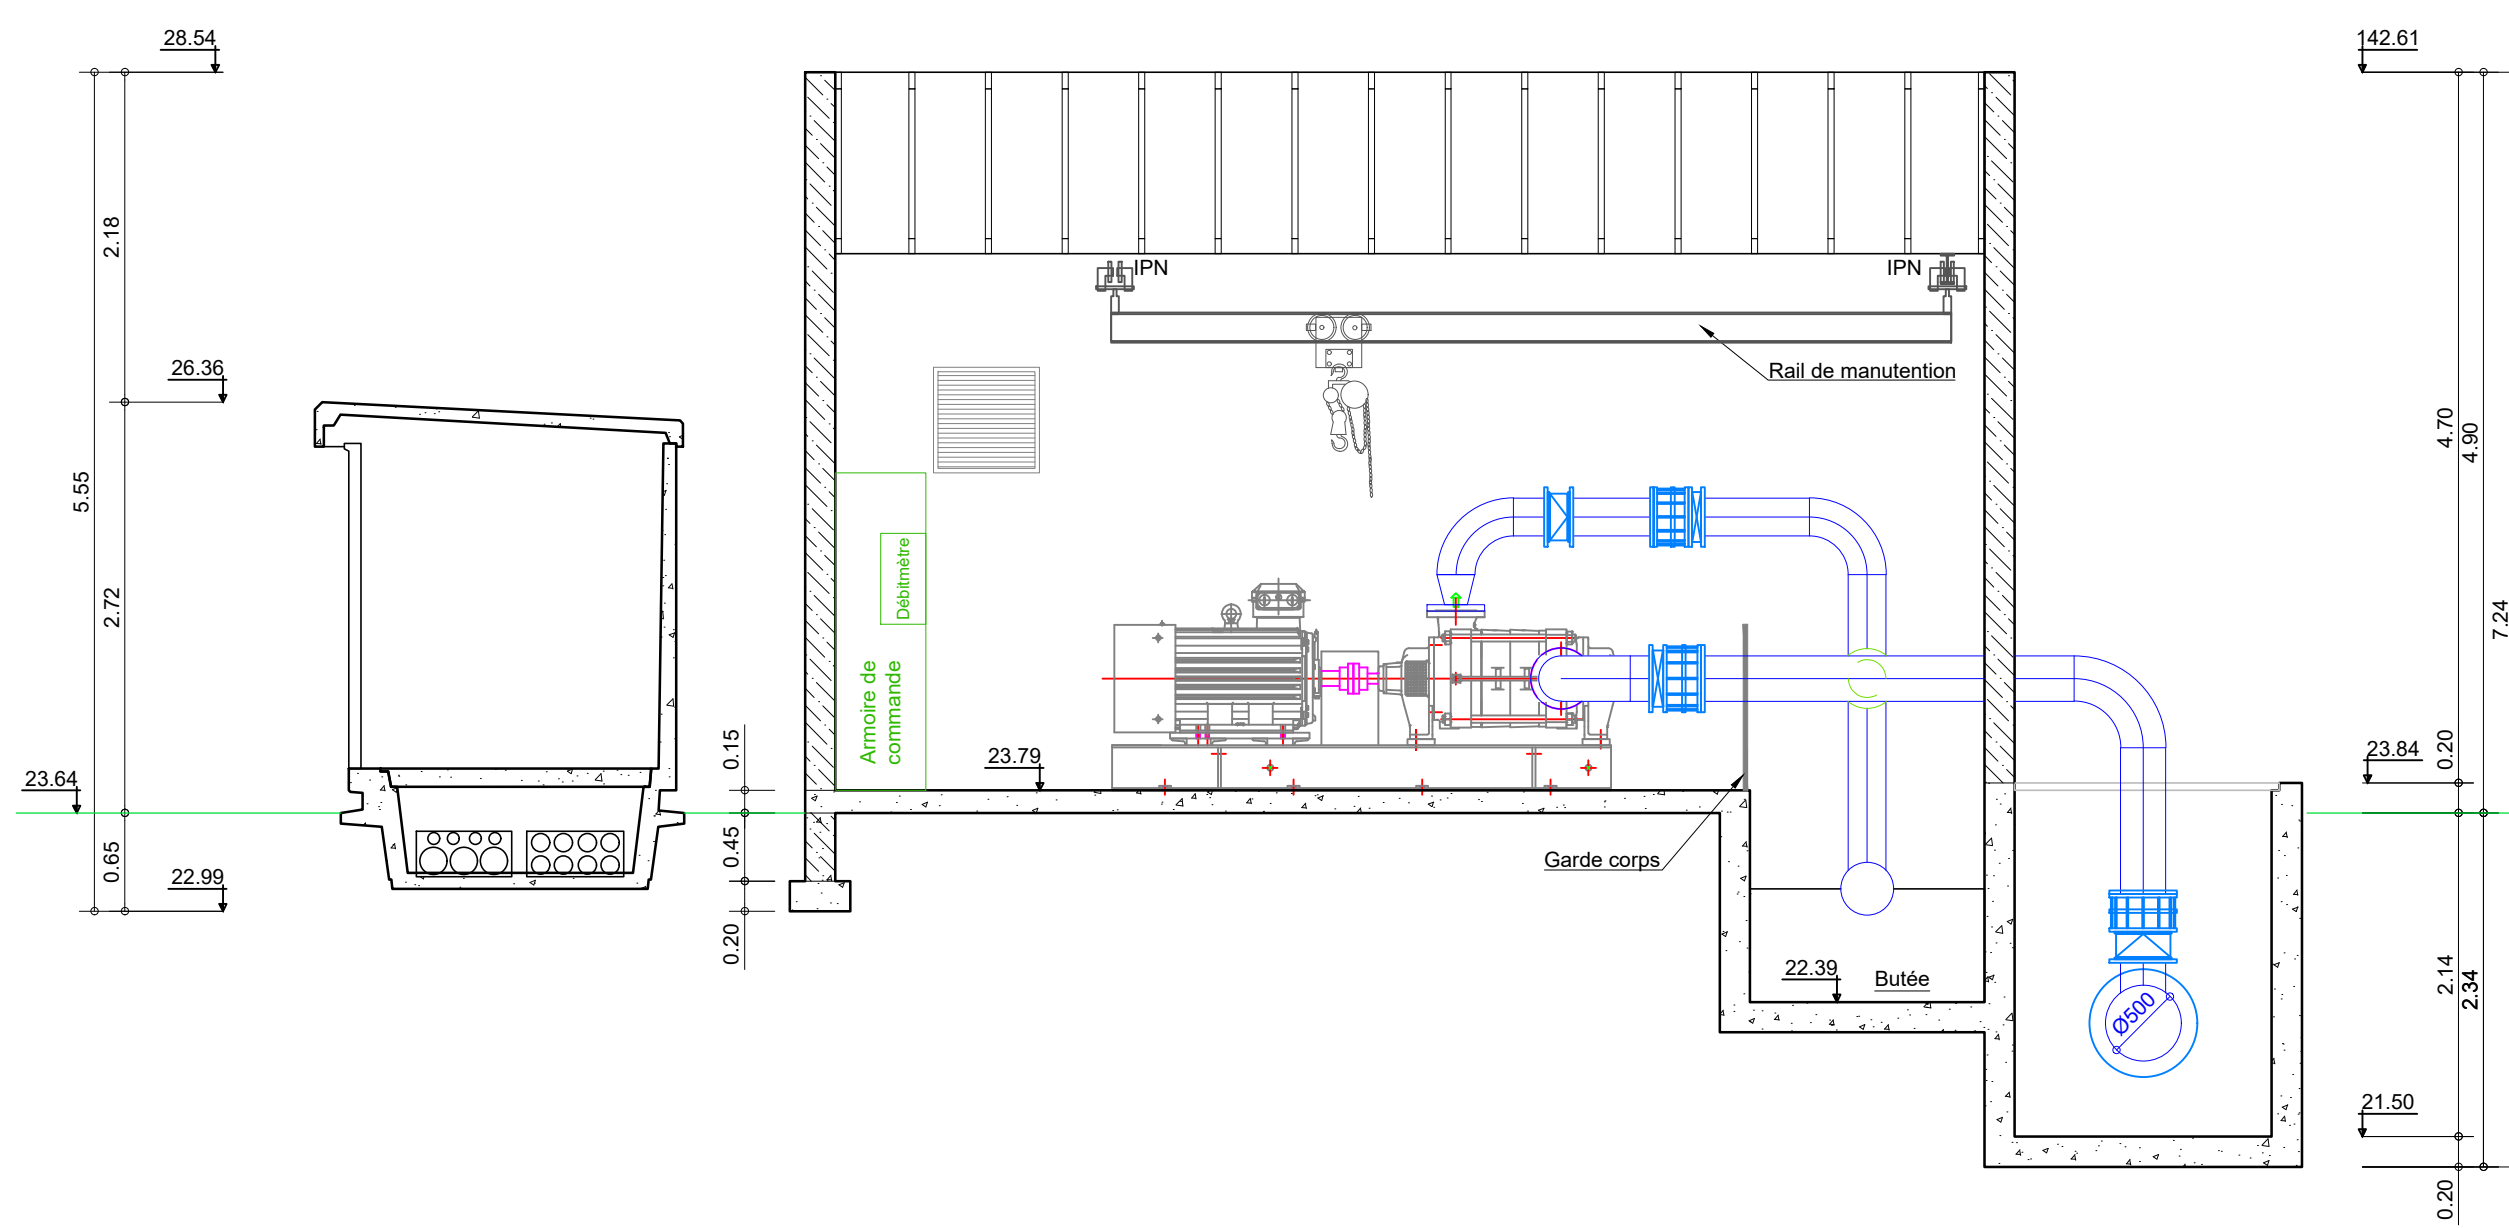 28.54
142.61
2.18
IPN
IPN
Rail de manutention
26.36
4.70
4.90
5.55
2.72
Débitmètre
Armoire de
commande
7.24
0.15
23.79
23.64
23.84
0.20
0.45
0.65
22.99
Garde corps
0.20
22.39
Butée
2.14
2.34
Ø500
21.50
0.20